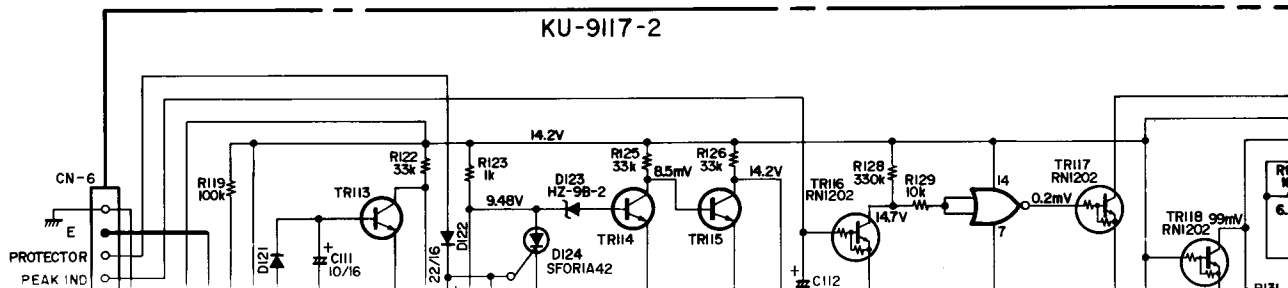 KU-9117-2
14.2V
R122
33k
R123
1k
R125
33k
8.5mV
R126
33k
14.2V
R128
330k
R129
10k
14
TR117
RN1202
CN-6
R119
100k
TR113
D123
HZ-9B-2
9.48V
TR116
RN1202
14.7V
0.2mV
TR118
RN1202
99mV
E
TR114
TR115
7
PROTECTOR
PEAK IND
D121
+
C111
10/16
22/16
D122
D124
SF0R1A42
+
C112
R131